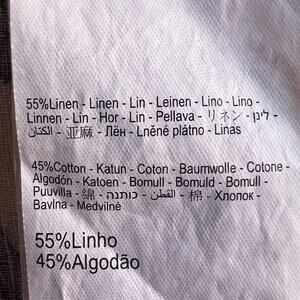 55%Linen - Linen - Lin - Leinen - Lino - Lino -
Linnen - Lín - Hor - Lin - Pellava - リネン - לינן -
الكتان - 亚麻 - Лён - Lněné plátno - Linas
45%Cotton - Katun - Coton - Baumwolle - Cotone -
Algodón - Katoen - Bomull - Bomuld - Bomull -
Puuvilla - 綿 - כותנה - القطن - 棉 - Хлопок -
Bavlna - Medvilnė
55%Linho
45%Algodão